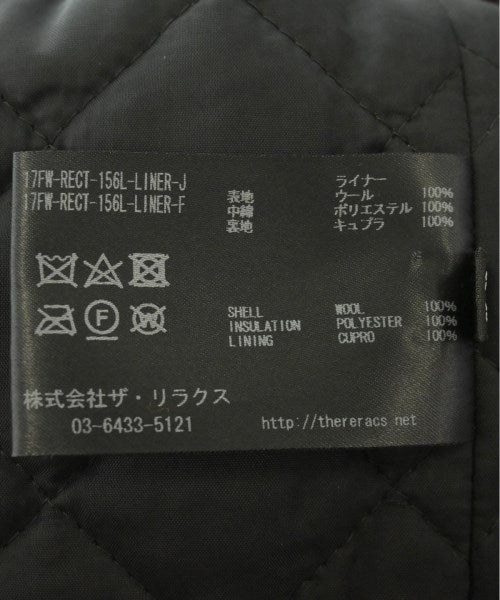 17FW-RECT-156L-LINER-J
17FW-RECT-156L-LINER-F
ライナー
表地 ウール 100%
中綿 ポリエステル 100%
裏地 キュプラ 100%
F
W
SHELL WOOL 100%
INSULATION POLYESTER 100%
LINING CUPRO 100%
株式会社ザ・リラクス
03-6433-5121
http://thereracs.net